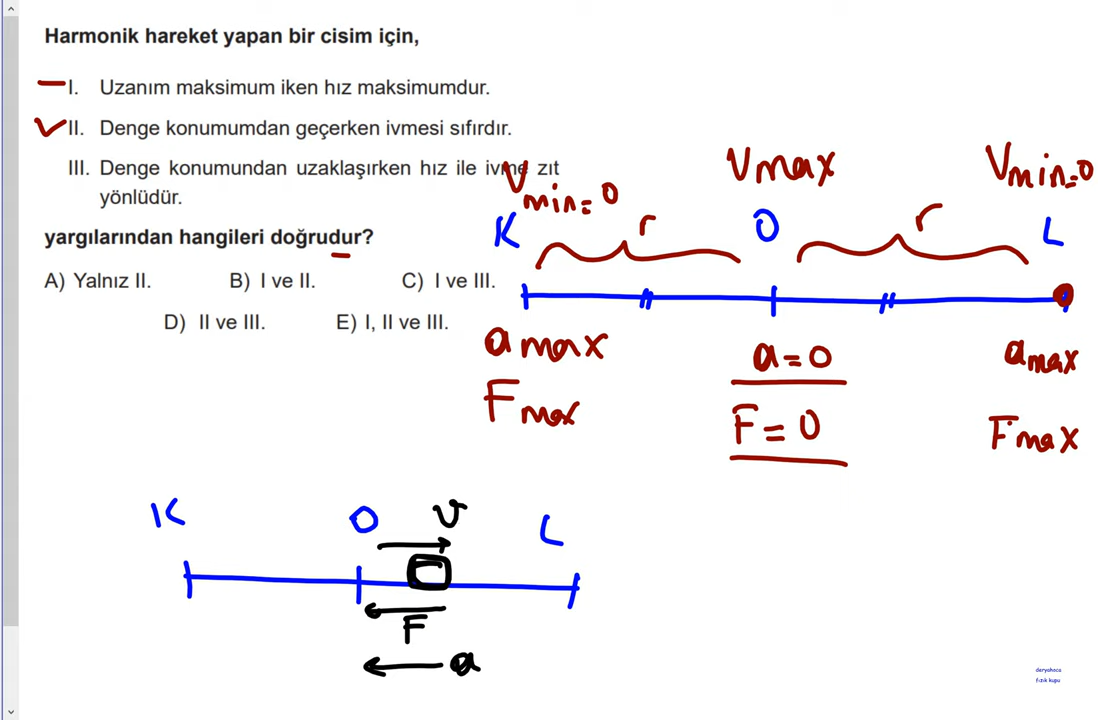 Harmonik hareket yapan bir cisim için,
I. Uzanım maksimum iken hız maksimumdur.
II. Denge konumumdan geçerken ivmesi sıfırdır.
III. Denge konumundan uzaklaşırken hız ile ivme zıt
yönlüdür.
yargılarından hangileri doğrudur?
A) Yalnız II. B) I ve II. C) I ve III.
D) II ve III. E) I, II ve III.
Vmin=0 Vmax Vmin=0
K r O r L
amax a=0 amax
Fmax F=0 Fmax
K O V L
F
a
deryahoca
fizik kupu